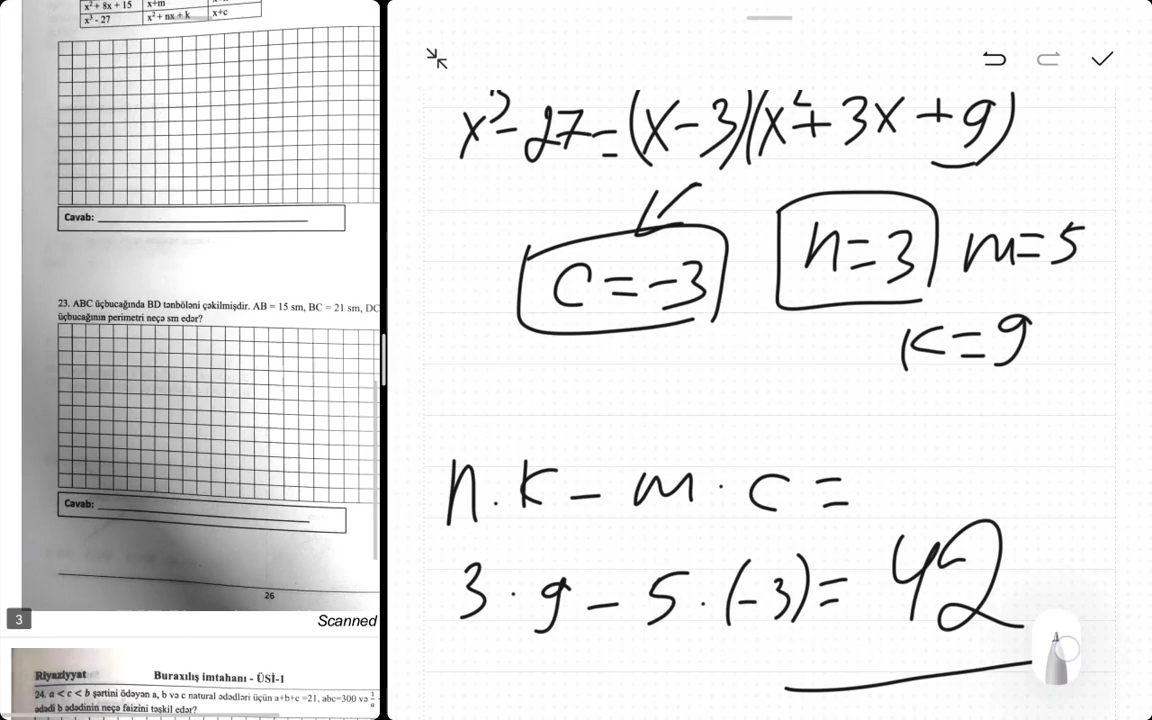 x² + 8x + 15 x+m
x³ - 27 x² + nx + k x+c
Cavab:
23. ABC üçbucağında BD tənböləni çəkilmişdir. AB = 15 sm, BC = 21 sm, DC
üçbucağının perimetri neçə sm edər?
Cavab:
26
3
Scanned
Riyaziyyat Buraxılış imtahanı - ÜSİ-1
24. a < c < b şərtini ödəyən a, b və c natural ədədləri üçün a+b+c =21, abc=300 və 1/a
ədədi b ədədinin neçə faizini təşkil edər?
x³-27=(x-3)(x²+3x+9)
c=-3 n=3 m=5
k=9
n·k-m·c=
3·9-5·(-3)=42